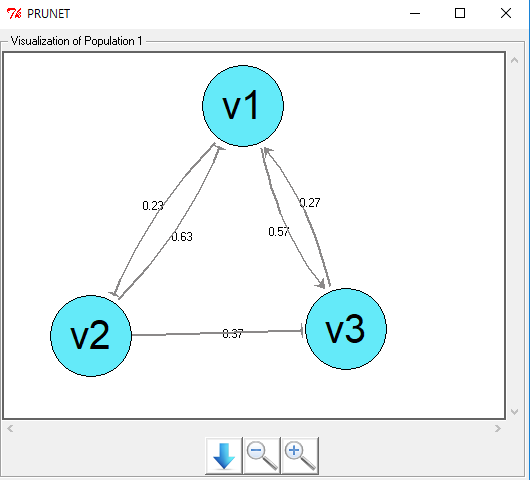 PRUNET
Visualization of Population 1
v1
0.23
0.27
0.57
0.63
v2
0.37
v3